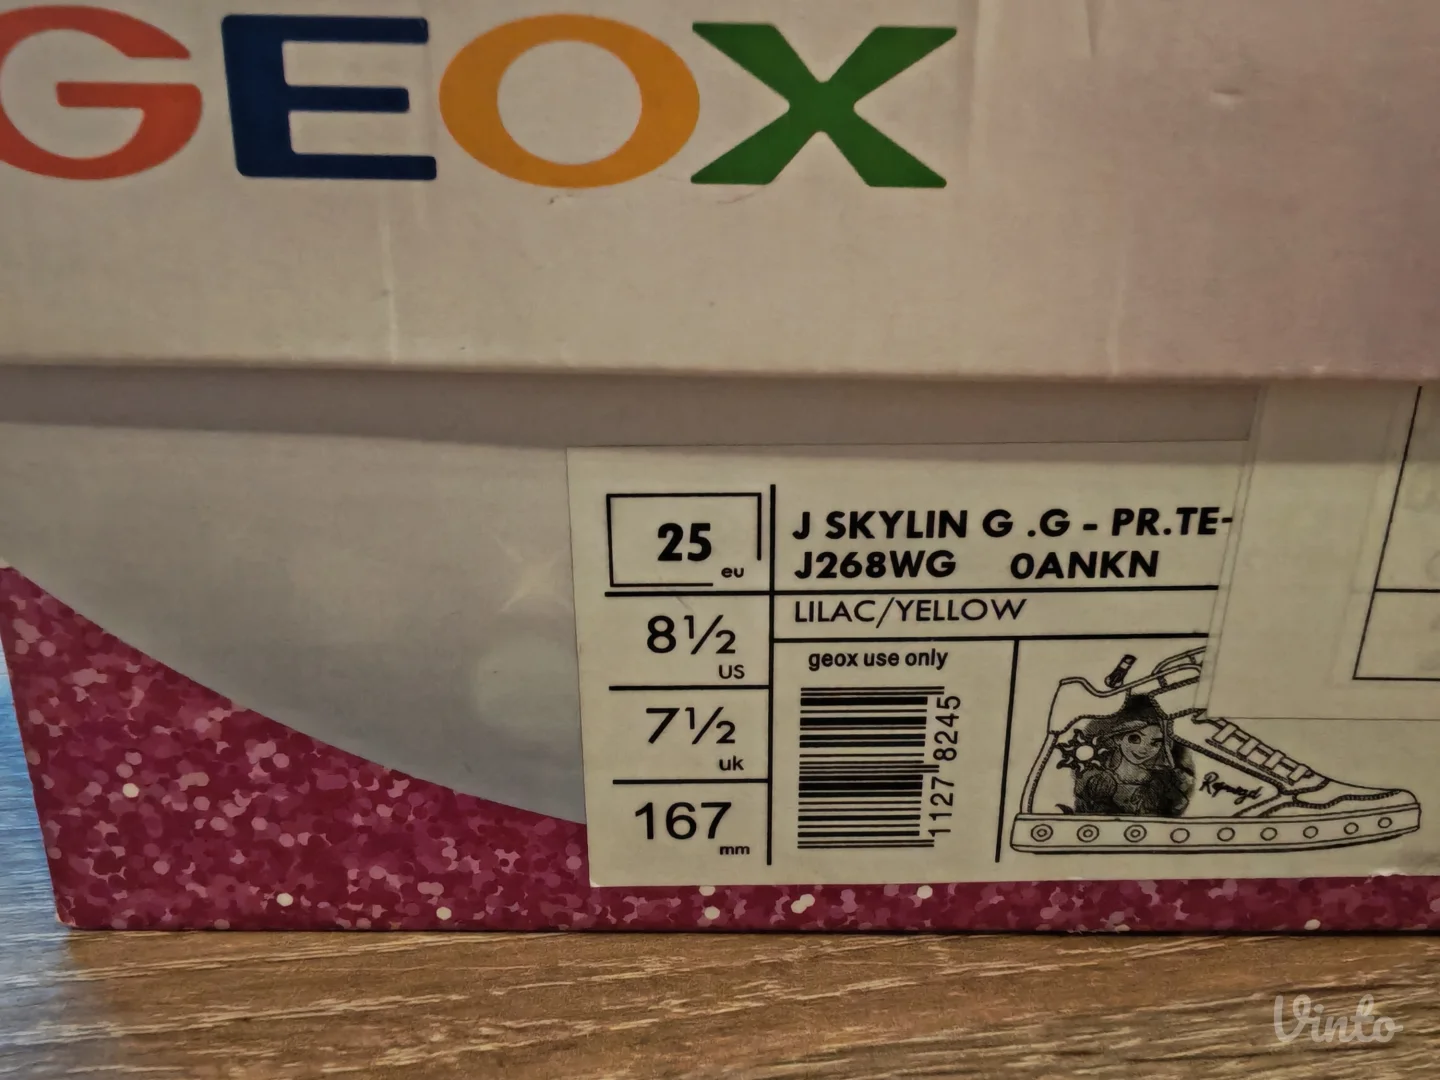 GEOX
25 eu
8½ US
7½ uk
167 mm
J SKYLIN G .G - PR.TE-
J268WG 0ANKN
LILAC/YELLOW
geox use only
1127 8245
Rapunzel
Vinto